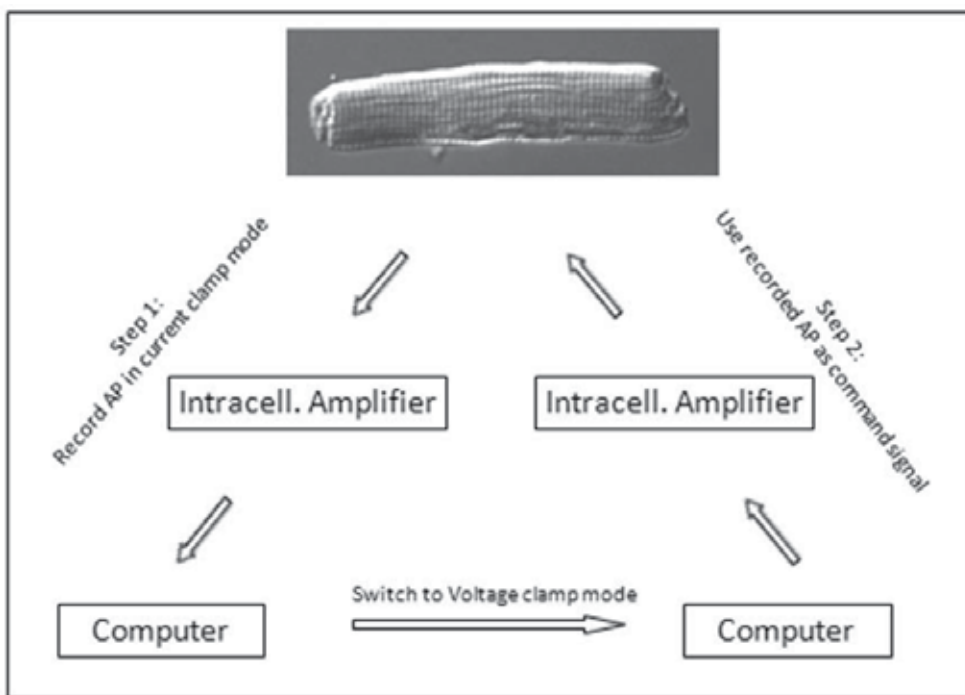 Step 1:
Record AP in current clamp mode
Step 2:
Use recorded AP as command signal
Intracell. Amplifier
Intracell. Amplifier
Switch to Voltage clamp mode
Computer
Computer